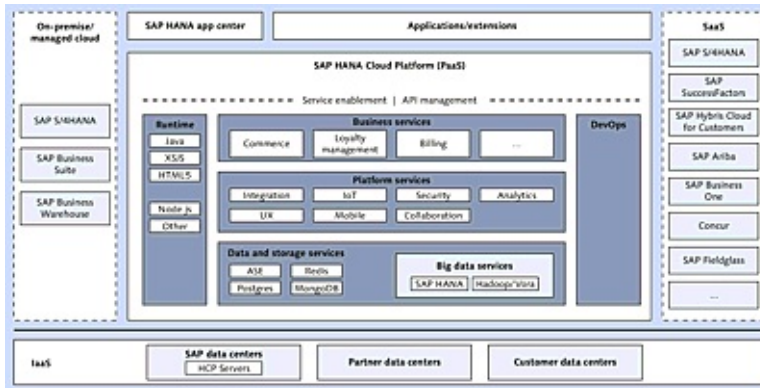 On-premise/
managed cloud
SAP S/4HANA
SAP Business
Suite
SAP Business
Warehouse
SAP HANA app center
Applications/extensions
SAP HANA Cloud Platform (PaaS)
Service enablement | API management
Runtime
Java
XSJS
HTML5
Node.js
Other
Business services
Commerce
Loyalty
management
Billing
...
Platform services
Integration
IoT
Security
Analytics
UX
Mobile
Collaboration
Data and storage services
ASE
Redis
Postgres
MongoDB
Big data services
SAP HANA
Hadoop/Vora
DevOps
SaaS
SAP S/4HANA
SAP
SuccessFactors
SAP Hybris Cloud
for Customers
SAP Ariba
SAP Business
One
Concur
SAP Fieldglass
...
IaaS
SAP data centers
HCP Servers
Partner data centers
Customer data centers